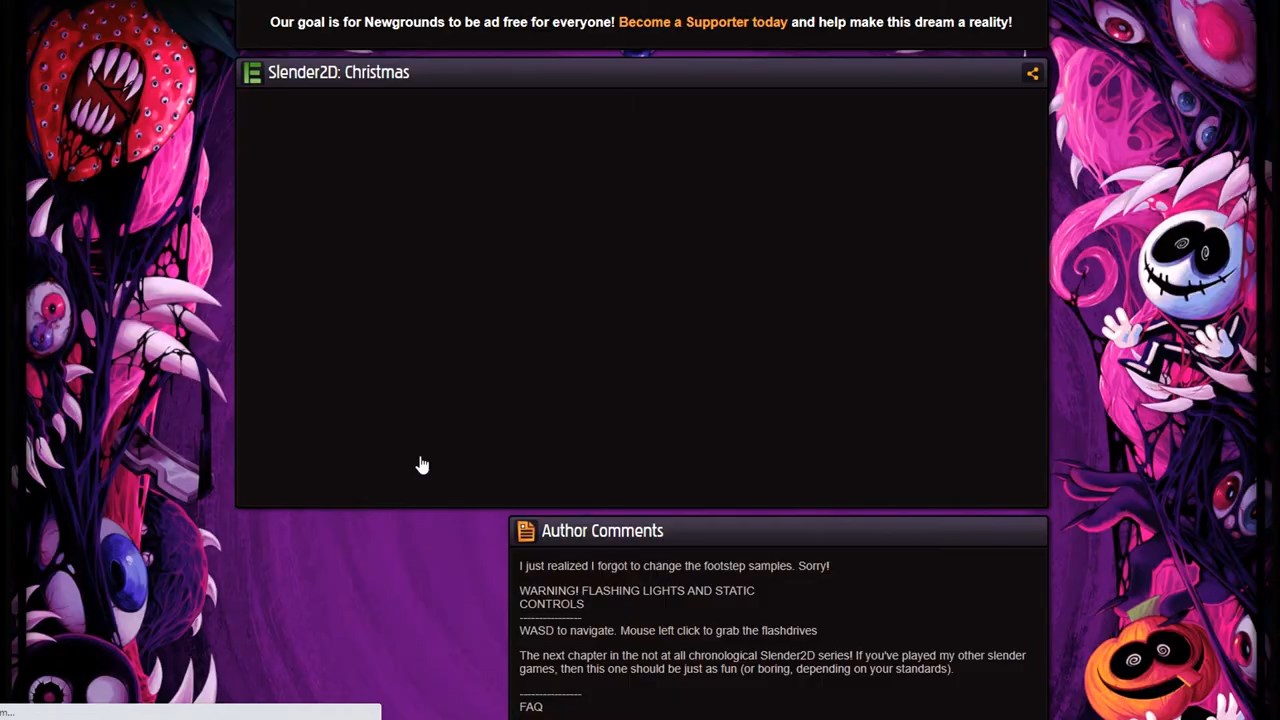 Our goal is for Newgrounds to be ad free for everyone! Become a Supporter today and help make this dream a reality!
E Slender2D: Christmas
Author Comments
I just realized I forgot to change the footstep samples. Sorry!
WARNING! FLASHING LIGHTS AND STATIC
CONTROLS
----------------
WASD to navigate. Mouse left click to grab the flashdrives
The next chapter in the not at all chronological Slender2D series! If you've played my other slender
games, then this one should be just as fun (or boring, depending on your standards).
----------------
FAQ
m...